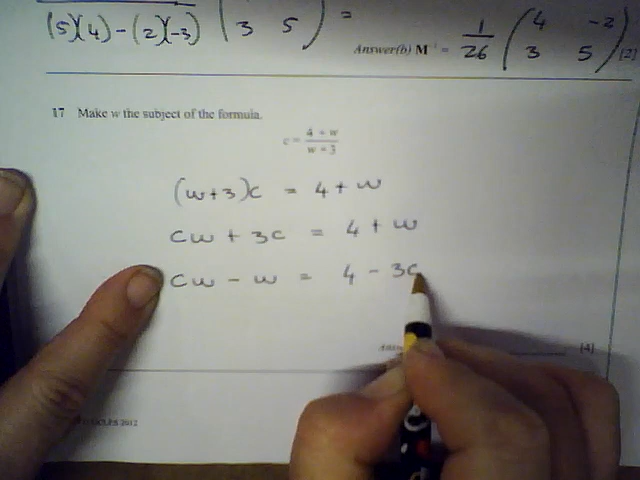 (5)(4) - (2)(-3) ( 3 5 ) =
Answer(b) M⁻¹ = 1/26 ( 4 -2
3 5 ) [2]
17 Make w the subject of the formula.
c = (4 + w)/(w + 3)
(w+3)c = 4 + w
cw + 3c = 4 + w
cw - w = 4 - 3c
[4]
2012